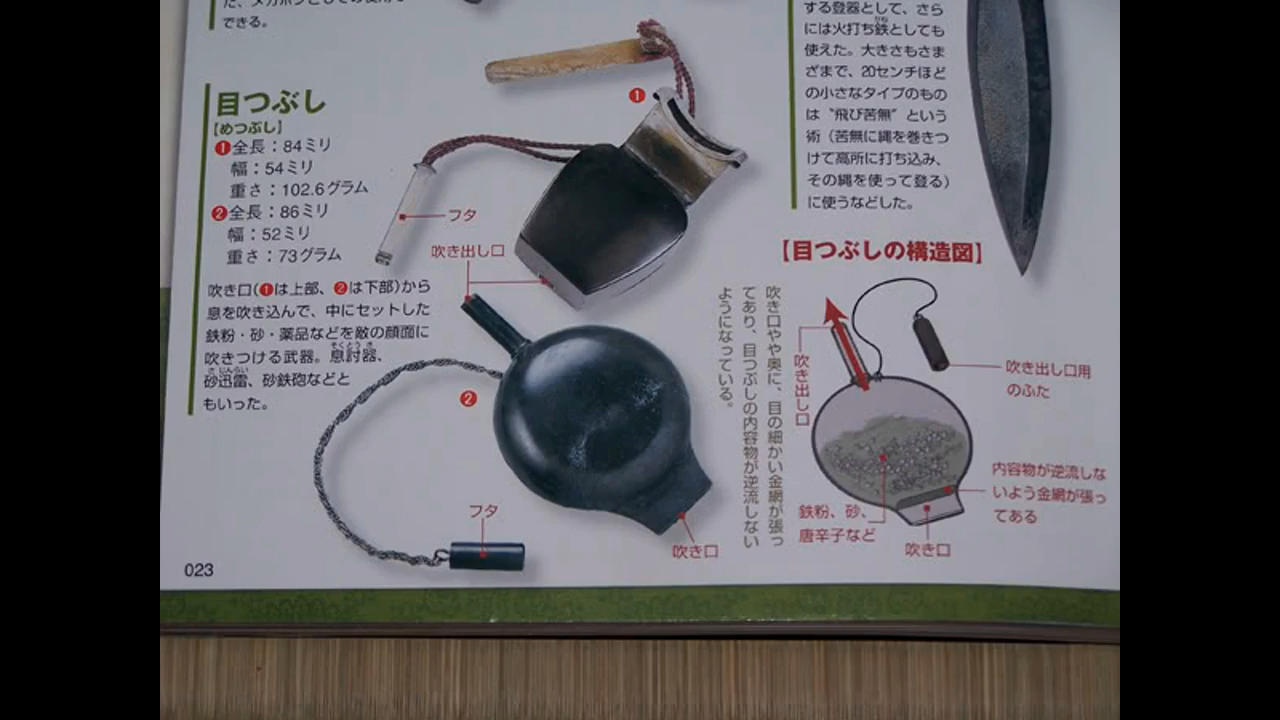 できる。
目つぶし
【めつぶし】
❶全長：84ミリ
幅：54ミリ
重さ：102.6グラム
❷全長：86ミリ
幅：52ミリ
重さ：73グラム
吹き口（❶は上部、❷は下部）から
息を吹き込んで、中にセットした
鉄粉・砂・薬品などを敵の顔面に
吹きつける武器。息討器、
砂迅雷、砂鉄砲などと
もいった。
❶
フタ
吹き出し口
❷
フタ
吹き口
する登器として、さら
には火打ち鉄としても
使えた。大きさもさま
ざまで、20センチほど
の小さなタイプのもの
は〝飛び苦無〟という
術（苦無に縄を巻きつ
けて高所に打ち込み、
その縄を使って登る）
に使うなどした。
【目つぶしの構造図】
吹き口やや奥に、目の細かい金網が張っ
てあり、目つぶしの内容物が逆流しない
ようになっている。
吹き出し口
吹き出し口用
のふた
内容物が逆流しな
いよう金網が張っ
てある
鉄粉、砂、
唐辛子など
吹き口
023